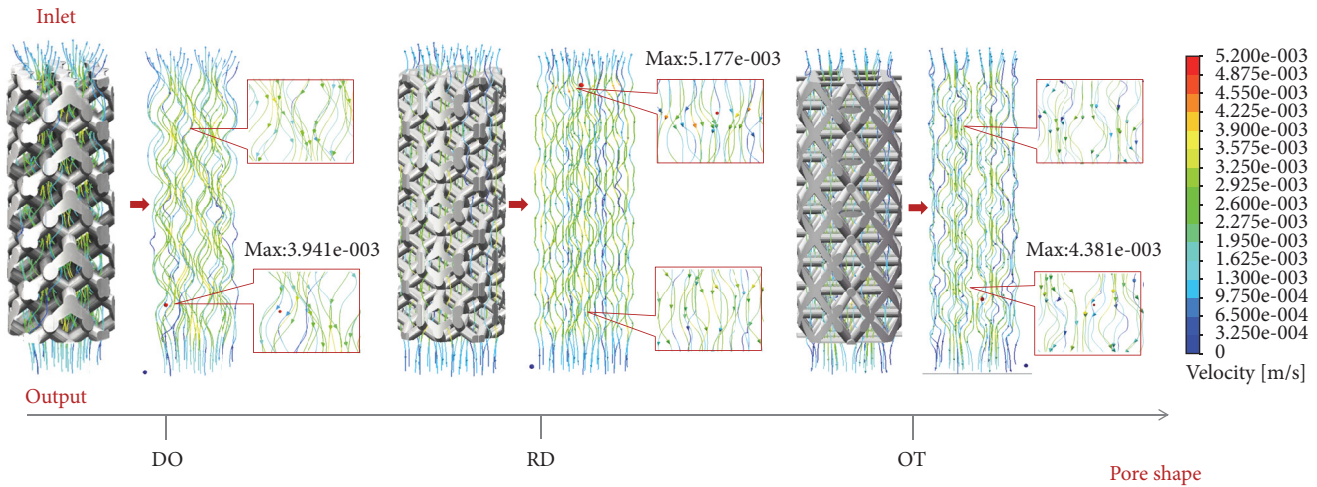 Inlet
Max:5.177e-003
Max:3.941e-003
Max:4.381e-003
5.200e-003
4.875e-003
4.550e-003
4.225e-003
3.900e-003
3.575e-003
3.250e-003
2.925e-003
2.600e-003
2.275e-003
1.950e-003
1.625e-003
1.300e-003
9.750e-004
6.500e-004
3.250e-004
0
Velocity [m/s]
Output
DO
RD
OT
Pore shape